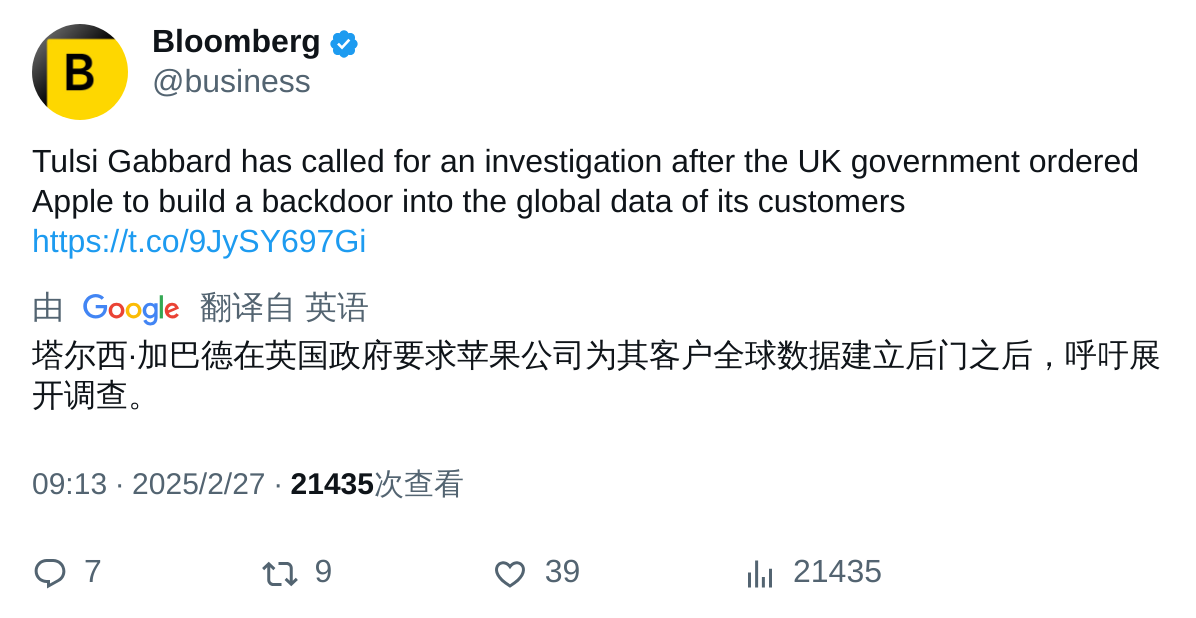 B
Bloomberg
@business
Tulsi Gabbard has called for an investigation after the UK government ordered
Apple to build a backdoor into the global data of its customers
https://t.co/9JySY697Gi
由 Google 翻译自 英语
塔尔西·加巴德在英国政府要求苹果公司为其客户全球数据建立后门之后，呼吁展
开调查。
09:13 · 2025/2/27 · 21435次查看
7 9 39 21435